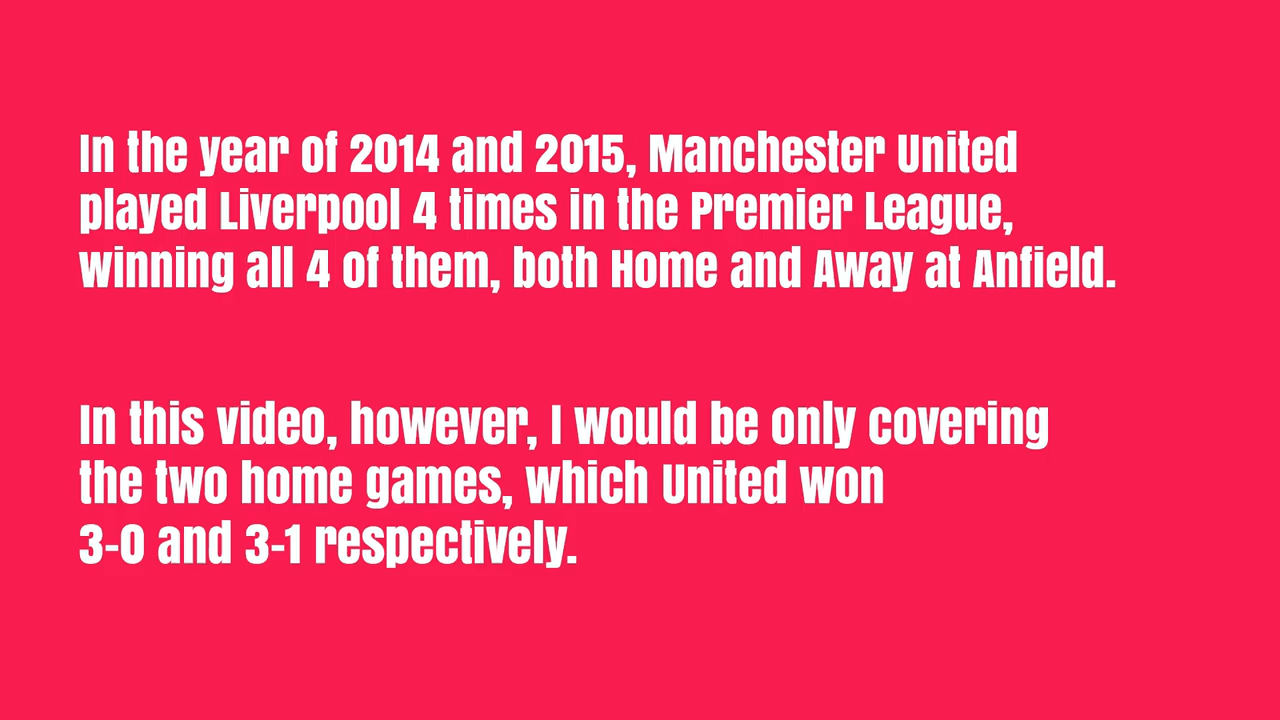 In the year of 2014 and 2015, Manchester United
played Liverpool 4 times in the Premier League,
winning all 4 of them, both Home and Away at Anfield.
In this video, however, I would be only covering
the two home games, which United won
3-0 and 3-1 respectively.